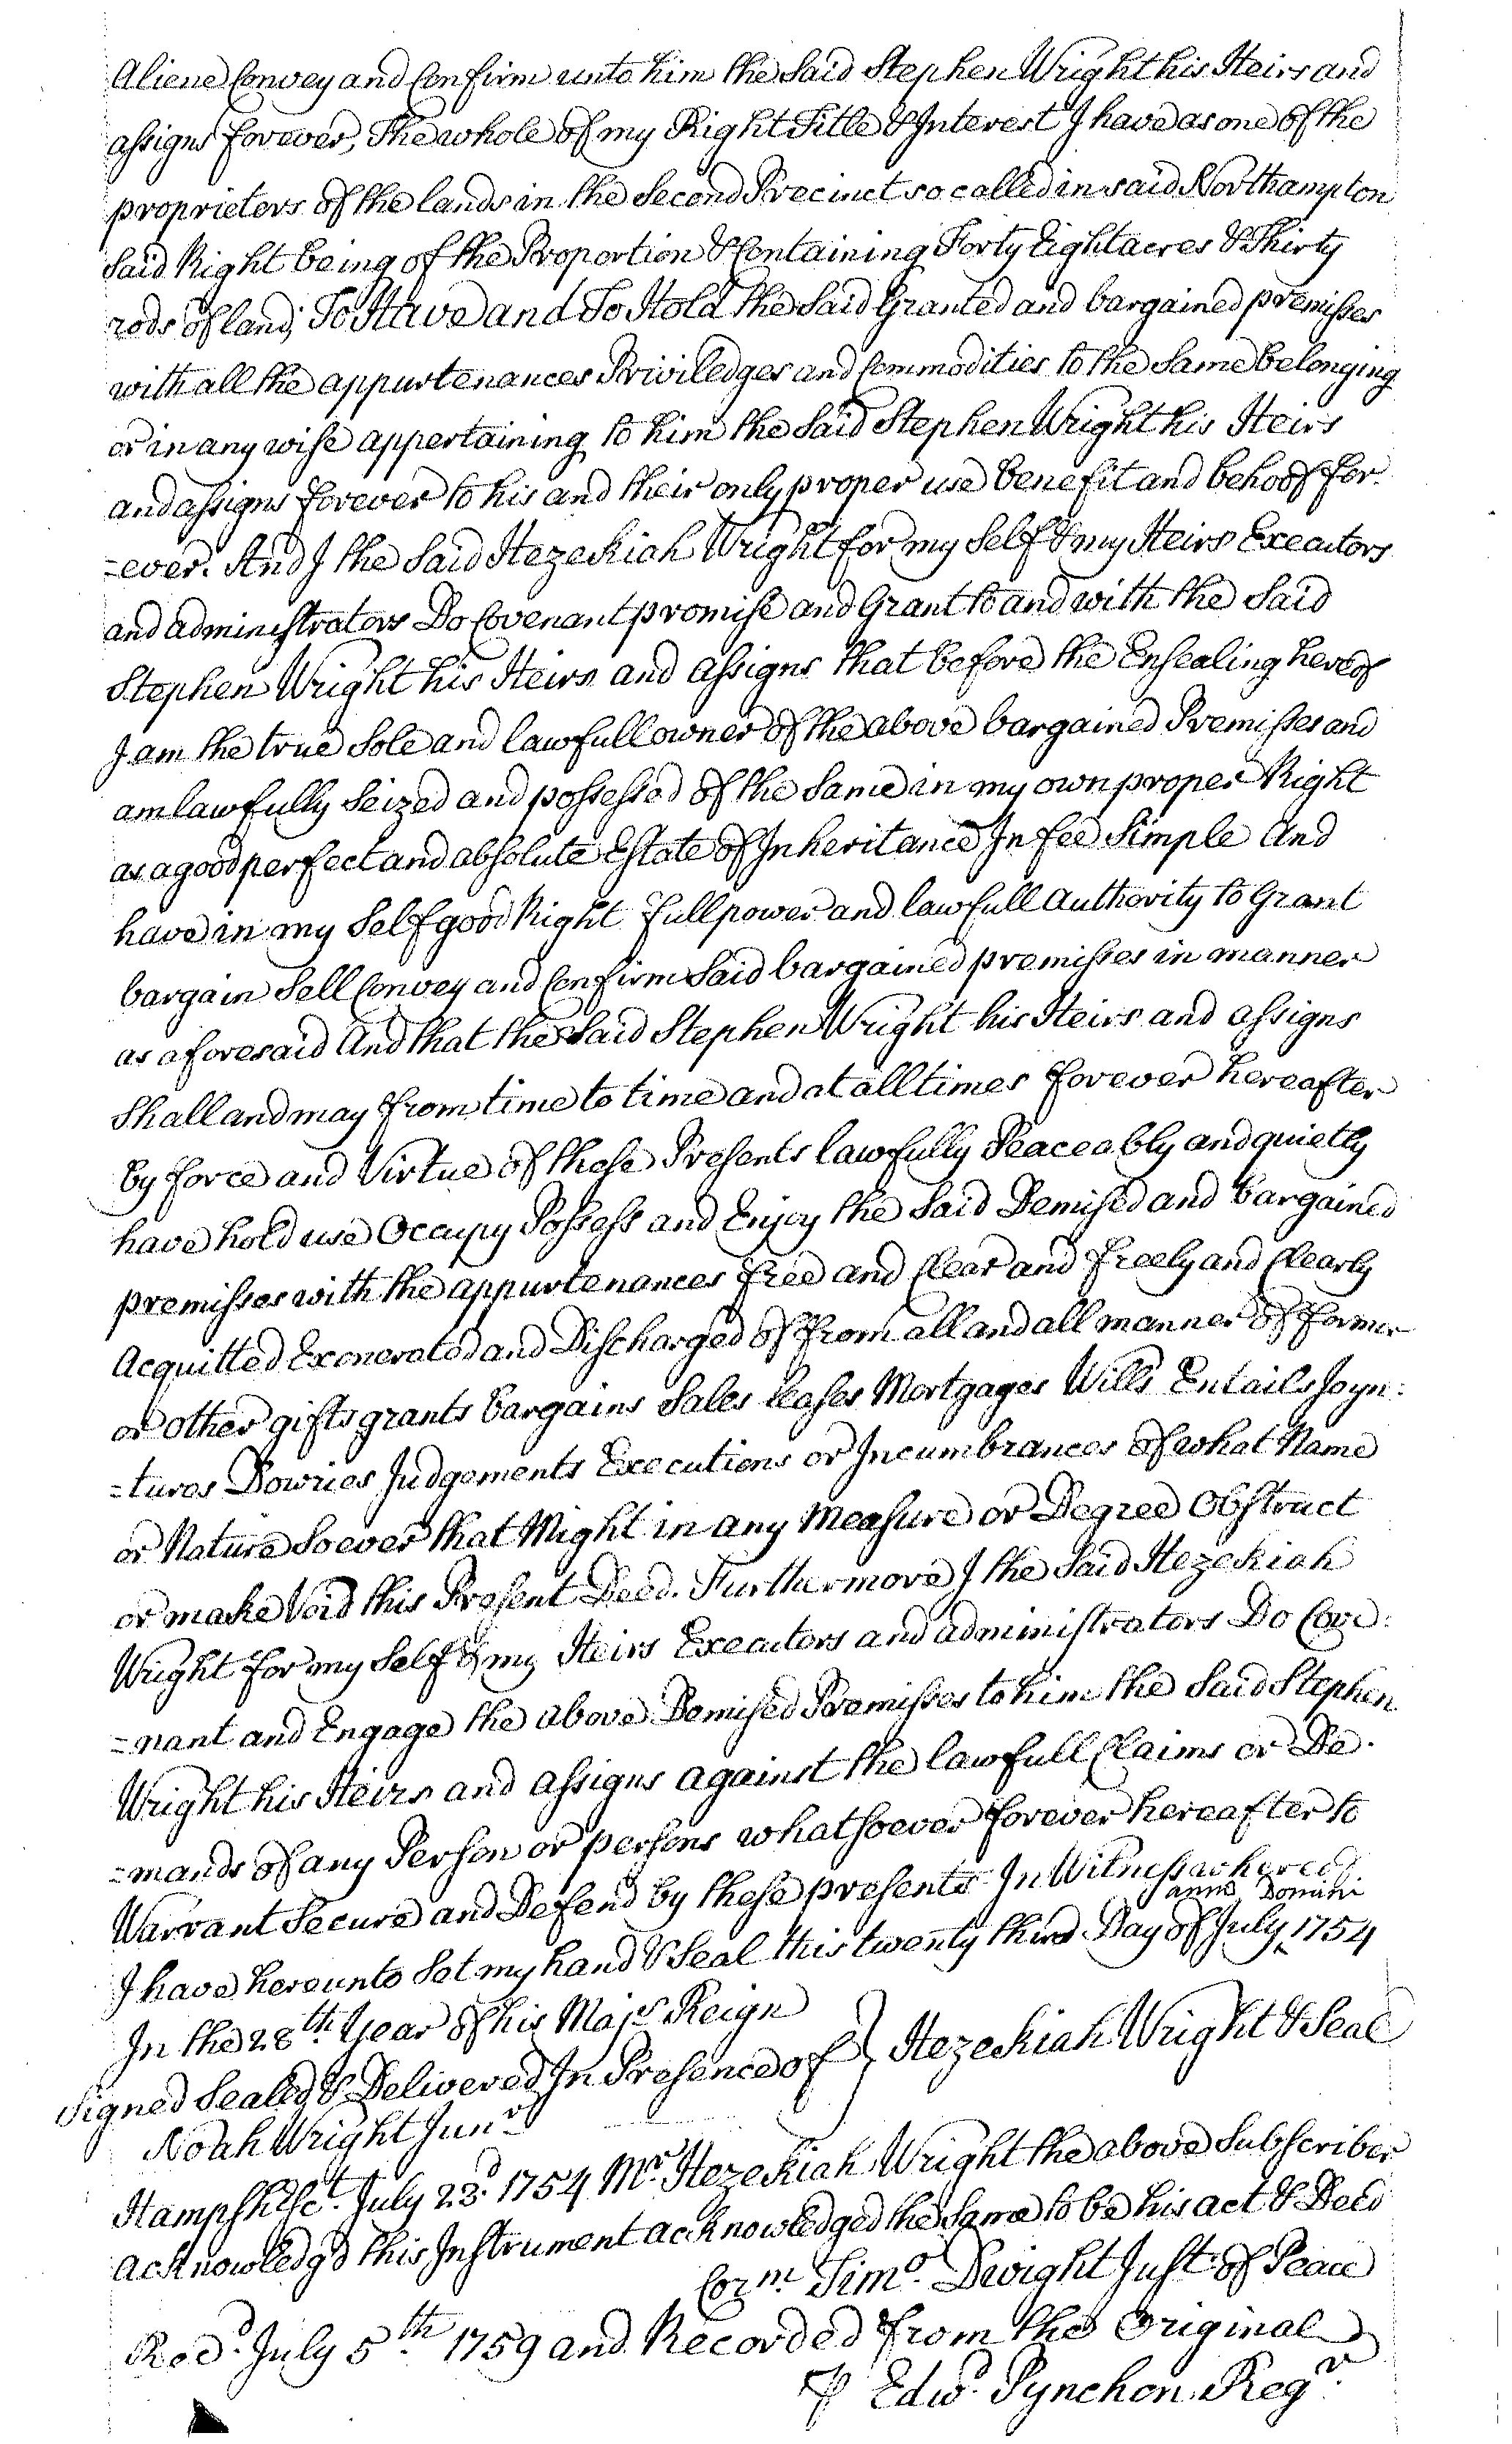 Aliene Convey and Confirm unto him the Said Stephen Wright his Heirs and
assigns forever, The whole of my Right Title & Interest I have as one of the
proprietors of the lands in the Second Precinct so called in said Northampton
Said Right being of the Proportion & Containing Forty Eight acres & Thirty
rods of land; To Have and To Hold the Said Granted and bargained premisses
with all the appurtenances Priviledges and Commodities to the Same belonging
or in any wise appertaining to him the Said Stephen Wright his Heirs
and assigns forever to his and their only proper use benefit and behoof for
=ever. And I the Said Hezekiah Wright for my Self & my Heirs Executors
and administrators Do Covenant promise and Grant to and with the Said
Stephen Wright his Heirs and assigns that before the Ensealing hereof
I am the true Sole and lawfull owner of the above bargained Premisses and
am lawfully Seized and possessed of the Same in my own proper Right
as a good perfect and absolute Estate of Inheritance In fee Simple And
have in my Self good Right full power and lawfull authority to Grant
bargain Sell Convey and Confirm Said bargained premisses in manner
as aforesaid And that the Said Stephen Wright his Heirs and assigns
Shall and may from time to time and at all times forever hereafter
by force and Virtue of these Presents lawfully Peaceably and quietly
have hold use Occupy Possess and Enjoy the Said Demised and bargained
premisses with the appurtenances free and Clear and freely and Clearly
Acquitted Exonerated and Discharged of from all and all manner of former
or other gifts grants bargains Sales leases Mortgages Wills Entails Joyn:
=tures Dowries Judgements Executions or Incumbrances of what Name
or Nature Soever that Might in any Measure or Degree Obstruct
or make Void this Present Deed. Furthermore I the Said Hezekiah
Wright for my Self & my Heirs Executors and administrators Do Cove:
=nant and Engage the above Demised Premisses to him the Said Stephen
Wright his Heirs and assigns against the lawfull Claims or De-
=mands of any Person or persons whatsoever forever hereafter to
Warrant Secure and Defend by these presents In Witness whereof
anno Domini
I have hereunto Set my hand & Seal this twenty third Day of July 1754
In the 28th Year of his Majs Reign
Signed Sealed & Delivered In Presence of } Hezekiah Wright & Seal
Noah Wright Junr
Hampshire Sct. July 23d 1754 Mr Hezekiah Wright the above Subscriber
acknowledgd this Instrument acknowledged the Same to be his act & Deed
Corm Timo. Dwight Just of Peace
Recd. July 5th 1759 and Recorded from the Original
⅌ Edwd. Pynchon Regr.